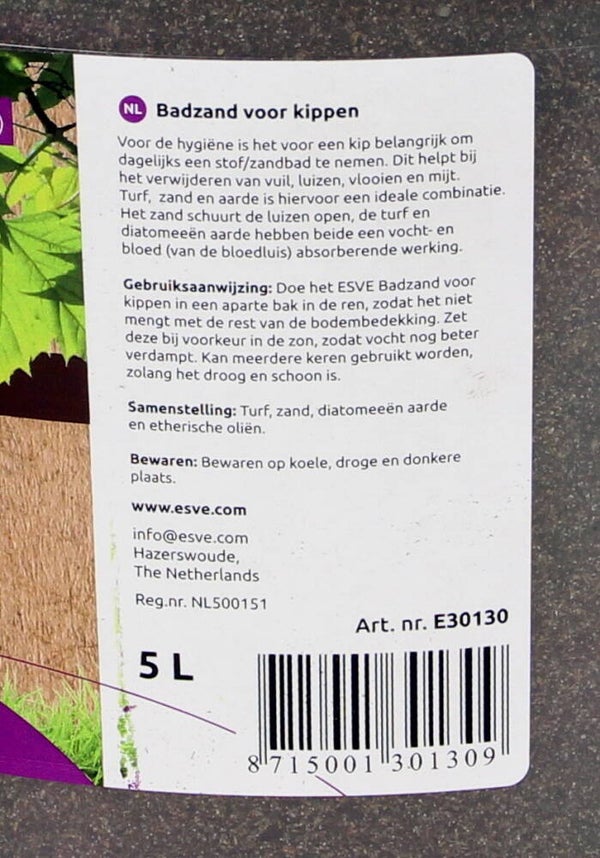 NL Badzand voor kippen
Voor de hygiëne is het voor een kip belangrijk om
dagelijks een stof/zandbad te nemen. Dit helpt bij
het verwijderen van vuil, luizen, vlooien en mijt.
Turf, zand en aarde is hiervoor een ideale combinatie.
Het zand schuurt de luizen open, de turf en
diatomeeën aarde hebben beide een vocht- en
bloed (van de bloedluis) absorberende werking.
Gebruiksaanwijzing: Doe het ESVE Badzand voor
kippen in een aparte bak in de ren, zodat het niet
mengt met de rest van de bodembedekking. Zet
deze bij voorkeur in de zon, zodat vocht nog beter
verdampt. Kan meerdere keren gebruikt worden,
zolang het droog en schoon is.
Samenstelling: Turf, zand, diatomeeën aarde
en etherische oliën.
Bewaren: Bewaren op koele, droge en donkere
plaats.
www.esve.com
info@esve.com
Hazerswoude,
The Netherlands
Reg.nr. NL500151
Art. nr. E30130
5 L
8 715001 301309